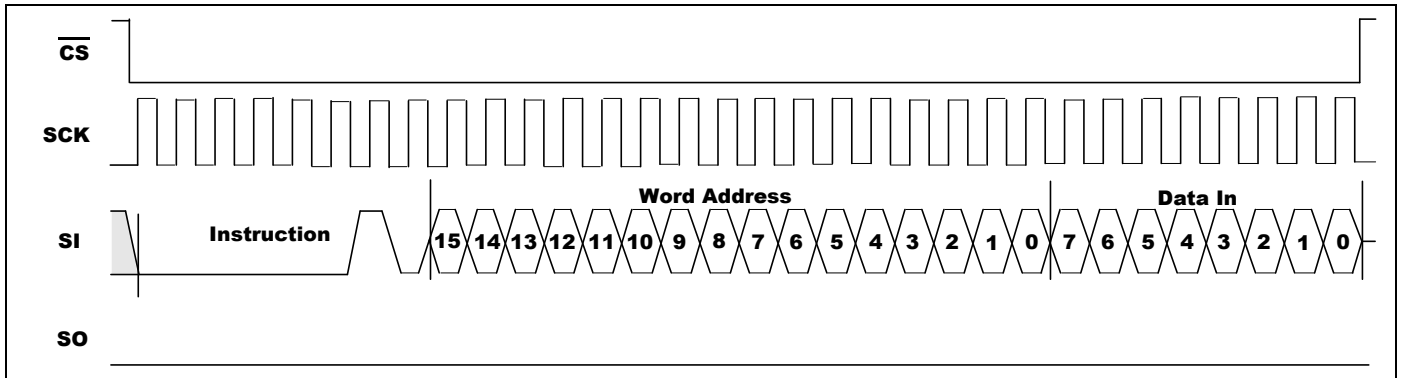 CS
SCK
Word Address
Data In
SI
Instruction
15 14 13 12 11 10 9 8 7 6 5 4 3 2 1 0 7 6 5 4 3 2 1 0
SO